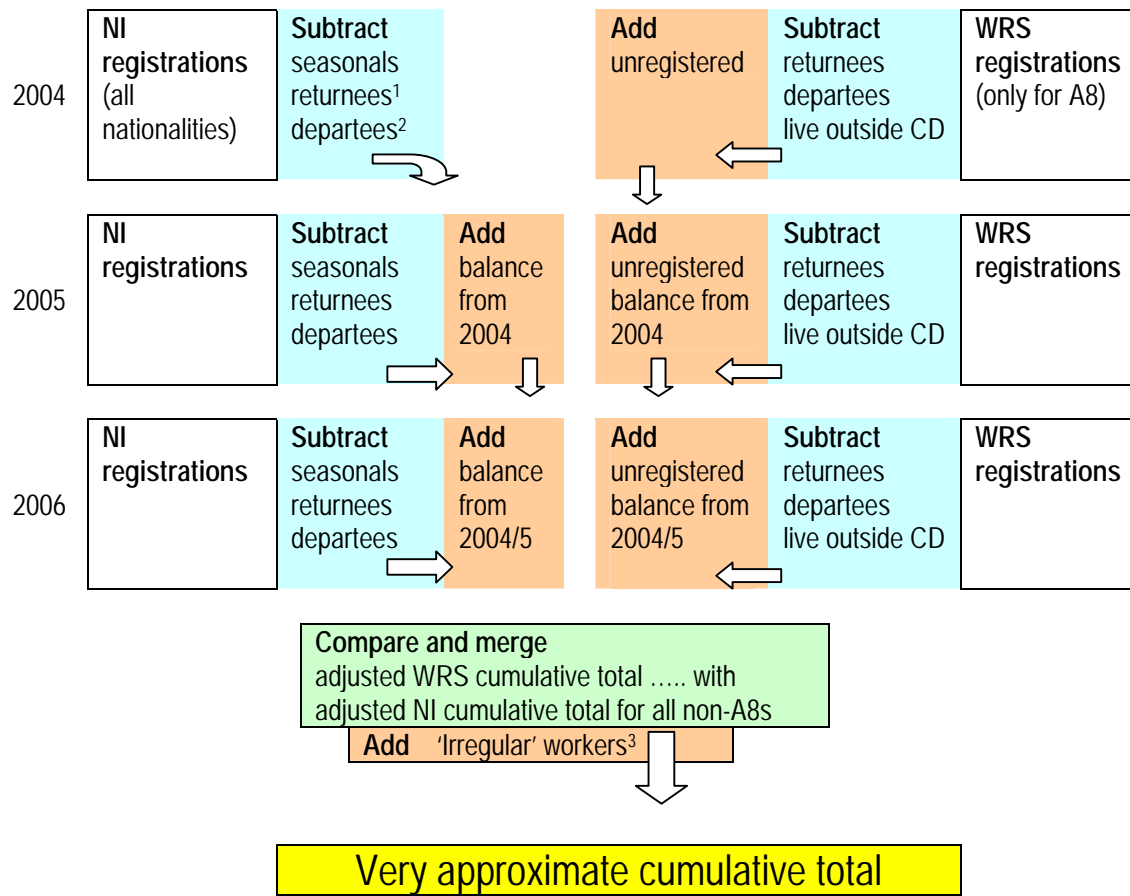 2004
NI
registrations
(all
nationalities)
Subtract
seasonals
returnees¹
departees²
Add
unregistered
Subtract
returnees
departees
live outside CD
WRS
registrations
(only for A8)
2005
NI
registrations
Subtract
seasonals
returnees
departees
Add
balance
from
2004
Add
unregistered
balance from
2004
Subtract
returnees
departees
live outside CD
WRS
registrations
2006
NI
registrations
Subtract
seasonals
returnees
departees
Add
balance
from
2004/5
Add
unregistered
balance from
2004/5
Subtract
returnees
departees
live outside CD
WRS
registrations
Compare and merge
adjusted WRS cumulative total ..... with
adjusted NI cumulative total for all non-A8s
Add ‘Irregular’ workers³
Very approximate cumulative total